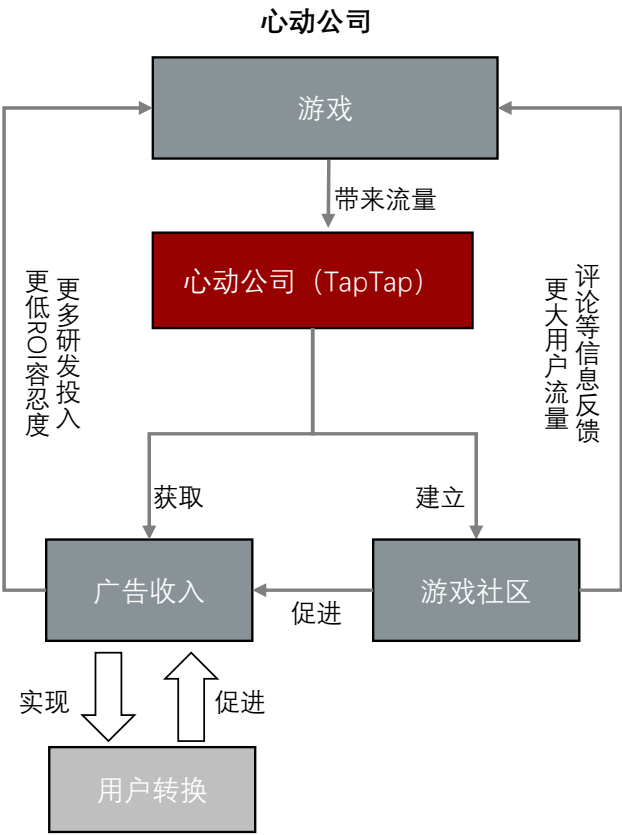 心动公司
游戏
带来流量
心动公司（TapTap）
更多研发投入
更低ROI容忍度
评论等信息反馈
更大用户流量
获取
建立
广告收入
促进
游戏社区
实现
促进
用户转换